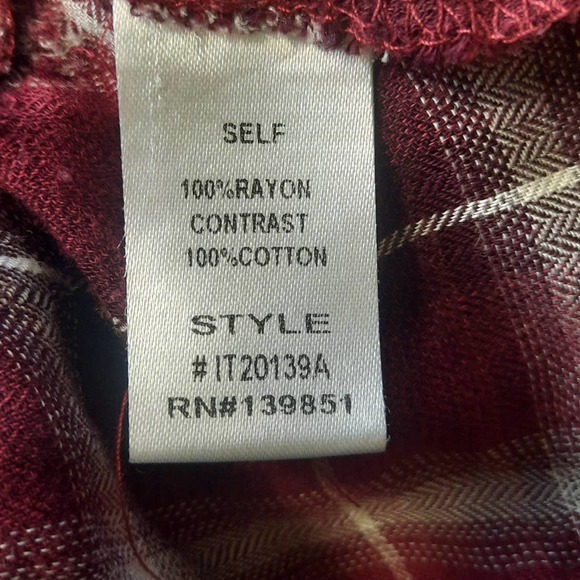 SELF
100%RAYON
CONTRAST
100%COTTON
STYLE
#IT20139A
RN#139851